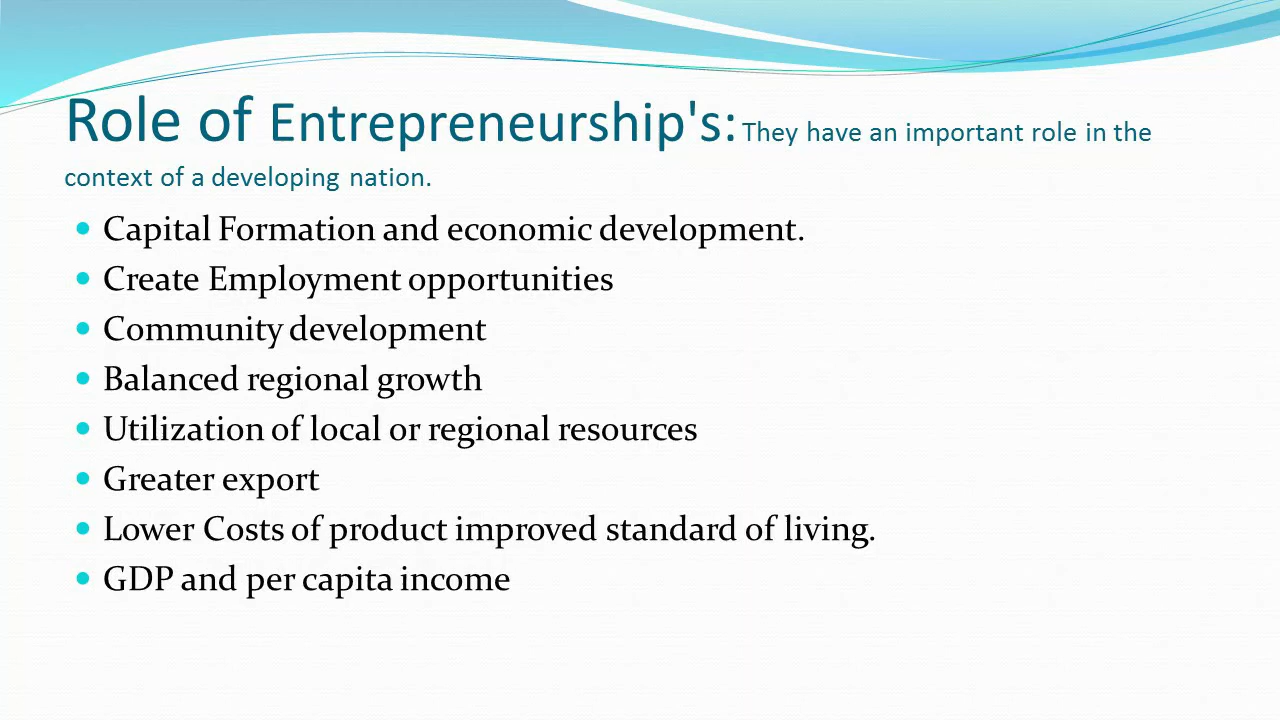 Role of Entrepreneurship's: They have an important role in the
context of a developing nation.
Capital Formation and economic development.
Create Employment opportunities
Community development
Balanced regional growth
Utilization of local or regional resources
Greater export
Lower Costs of product improved standard of living.
GDP and per capita income